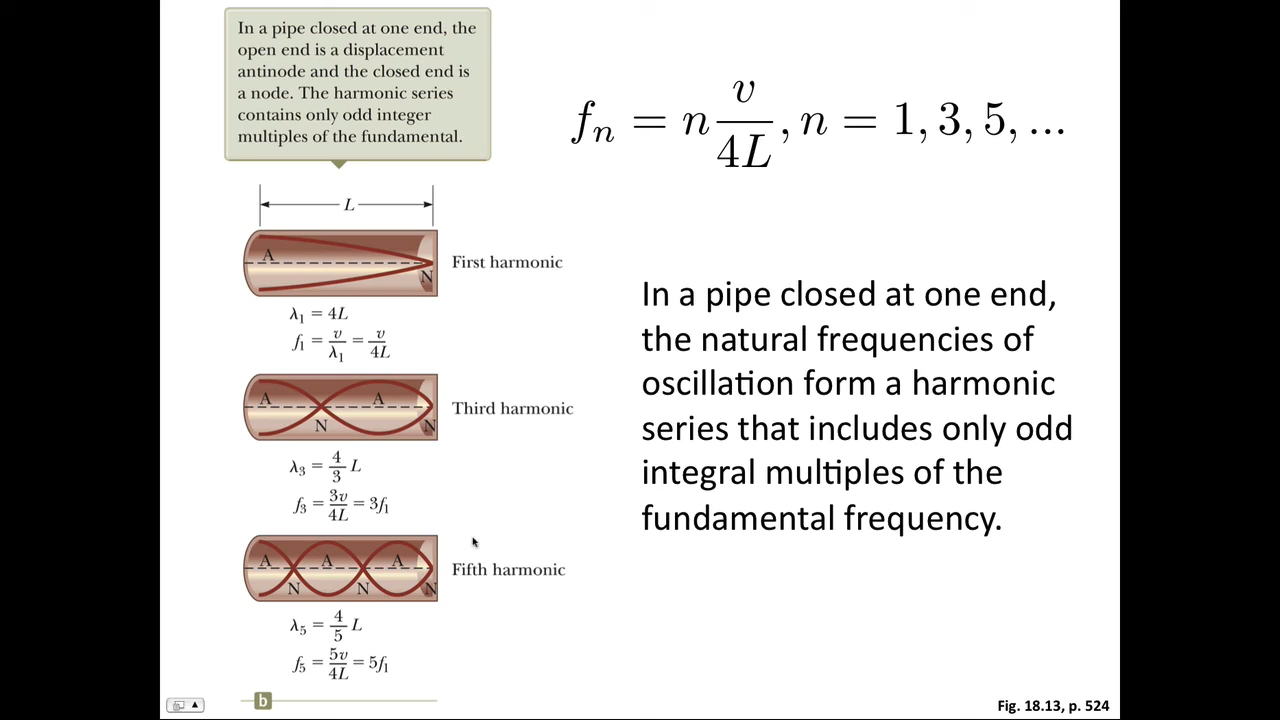 In a pipe closed at one end, the
open end is a displacement
antinode and the closed end is
a node. The harmonic series
contains only odd integer
multiples of the fundamental.
fₙ = n v/4L, n = 1, 3, 5, ...
L
A
N
First harmonic
λ₁ = 4L
f₁ = v/λ₁ = v/4L
A A
N N
Third harmonic
λ₃ = 4/3 L
f₃ = 3v/4L = 3f₁
A A A
N N N
Fifth harmonic
λ₅ = 4/5 L
f₅ = 5v/4L = 5f₁
b
In a pipe closed at one end,
the natural frequencies of
oscillation form a harmonic
series that includes only odd
integral multiples of the
fundamental frequency.
Fig. 18.13, p. 524